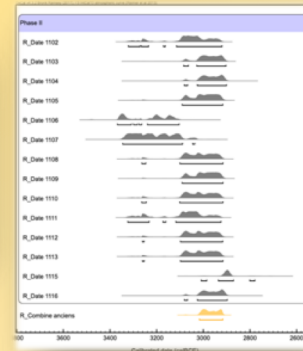 Phase II
R_Date 1102
R_Date 1103
R_Date 1104
R_Date 1105
R_Date 1106
R_Date 1107
R_Date 1108
R_Date 1109
R_Date 1110
R_Date 1111
R_Date 1112
R_Date 1113
R_Date 1115
R_Date 1116
R_Combine anciens
3600 3400 3200 3000 2800